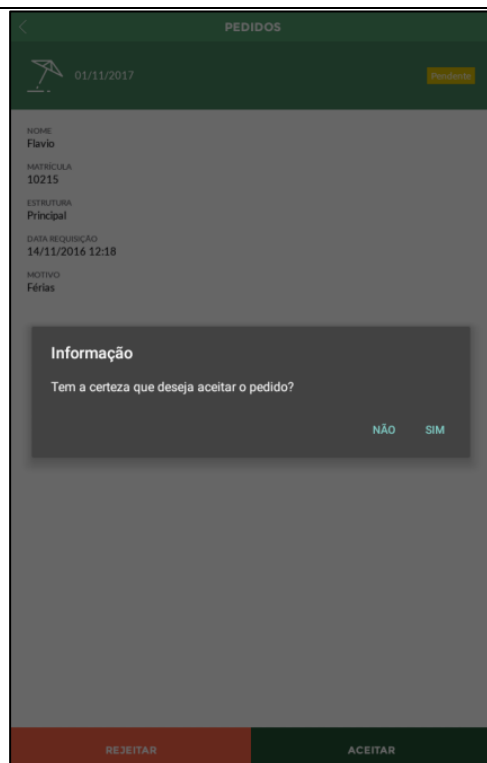 PEDIDOS
01/11/2017
Pendente
NOME
Flavio
MATRÍCULA
10215
ESTRUTURA
Principal
DATA REQUISIÇÃO
14/11/2016 12:18
MOTIVO
Férias
Informação
Tem a certeza que deseja aceitar o pedido?
NÃO SIM
REJEITAR ACEITAR